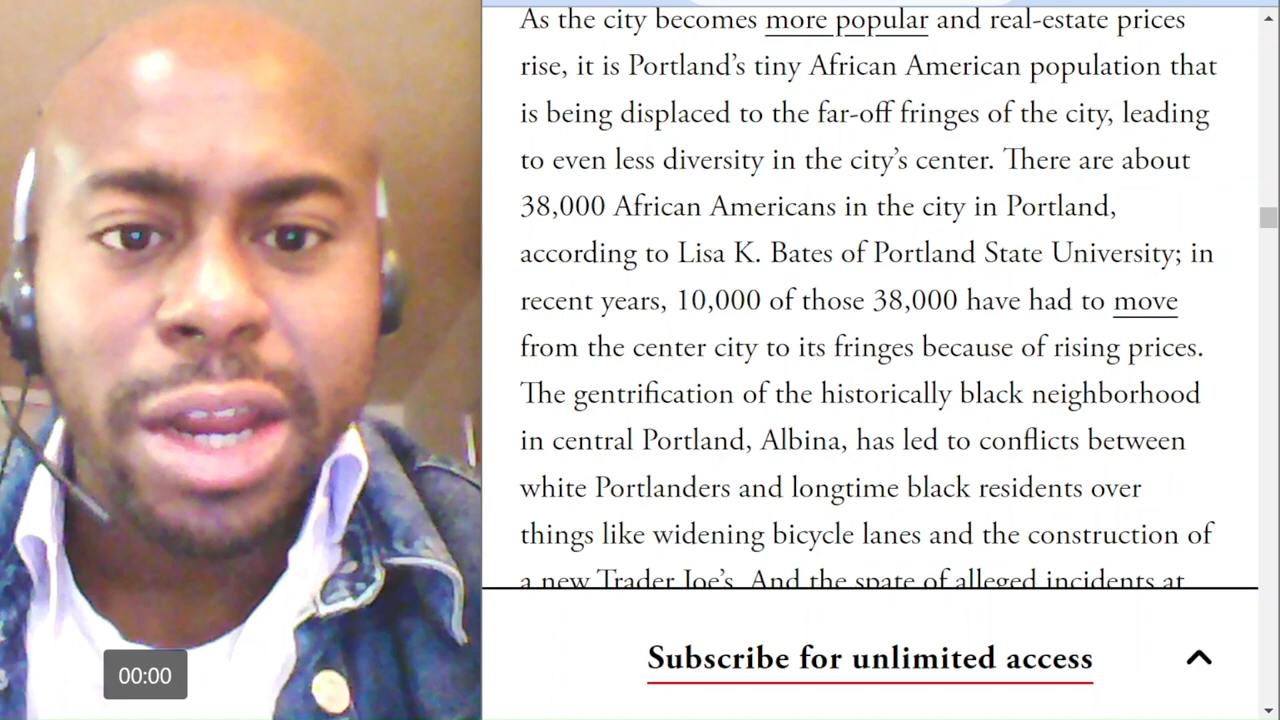 As the city becomes more popular and real-estate prices
rise, it is Portland’s tiny African American population that
is being displaced to the far-off fringes of the city, leading
to even less diversity in the city’s center. There are about
38,000 African Americans in the city in Portland,
according to Lisa K. Bates of Portland State University; in
recent years, 10,000 of those 38,000 have had to move
from the center city to its fringes because of rising prices.
The gentrification of the historically black neighborhood
in central Portland, Albina, has led to conflicts between
white Portlanders and longtime black residents over
things like widening bicycle lanes and the construction of
a new Trader Joe’s. And the spate of alleged incidents at
Subscribe for unlimited access
00:00